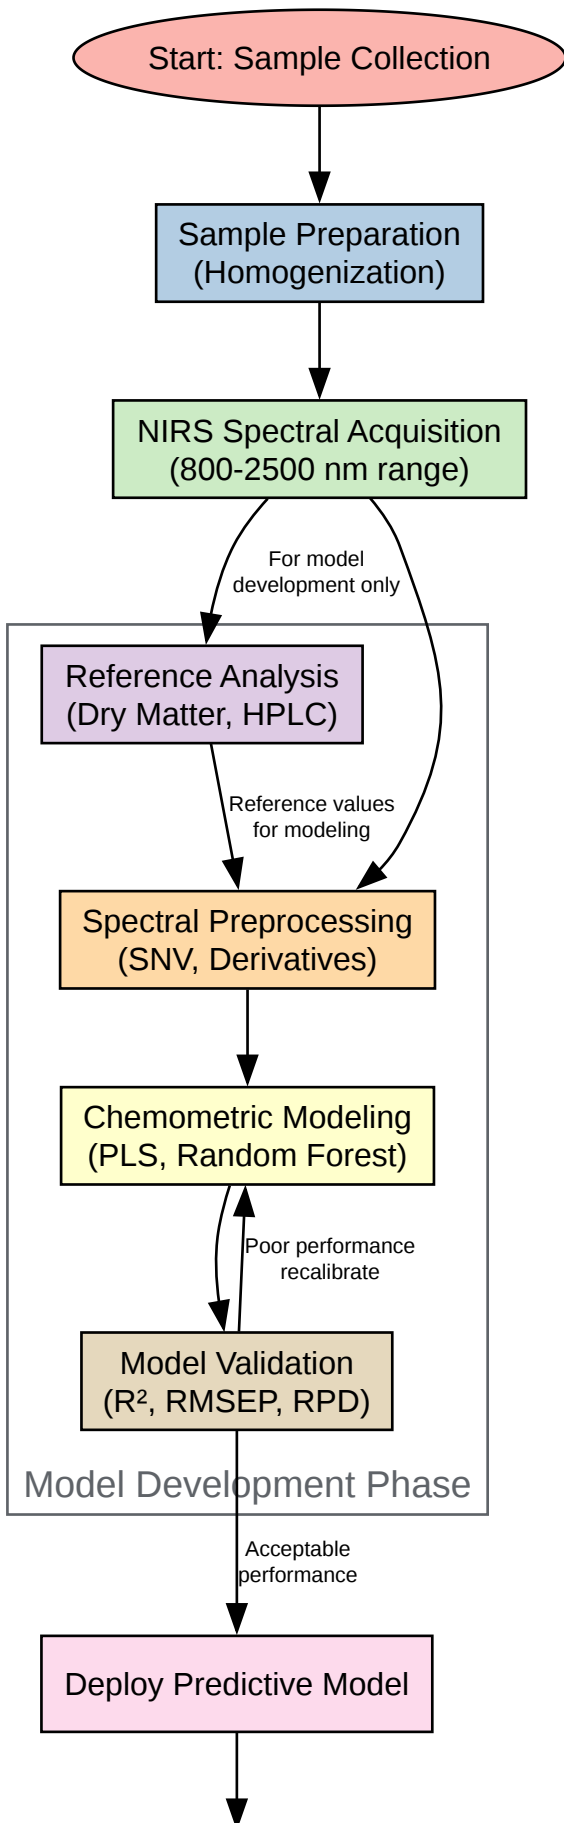 Start: Sample Collection
Sample Preparation
(Homogenization)
NIRS Spectral Acquisition
(800-2500 nm range)
For model
development only
Reference Analysis
(Dry Matter, HPLC)
Reference values
for modeling
Spectral Preprocessing
(SNV, Derivatives)
Chemometric Modeling
(PLS, Random Forest)
Poor performance
recalibrate
Model Validation
(R², RMSEP, RPD)
Model Development Phase
Acceptable
performance
Deploy Predictive Model